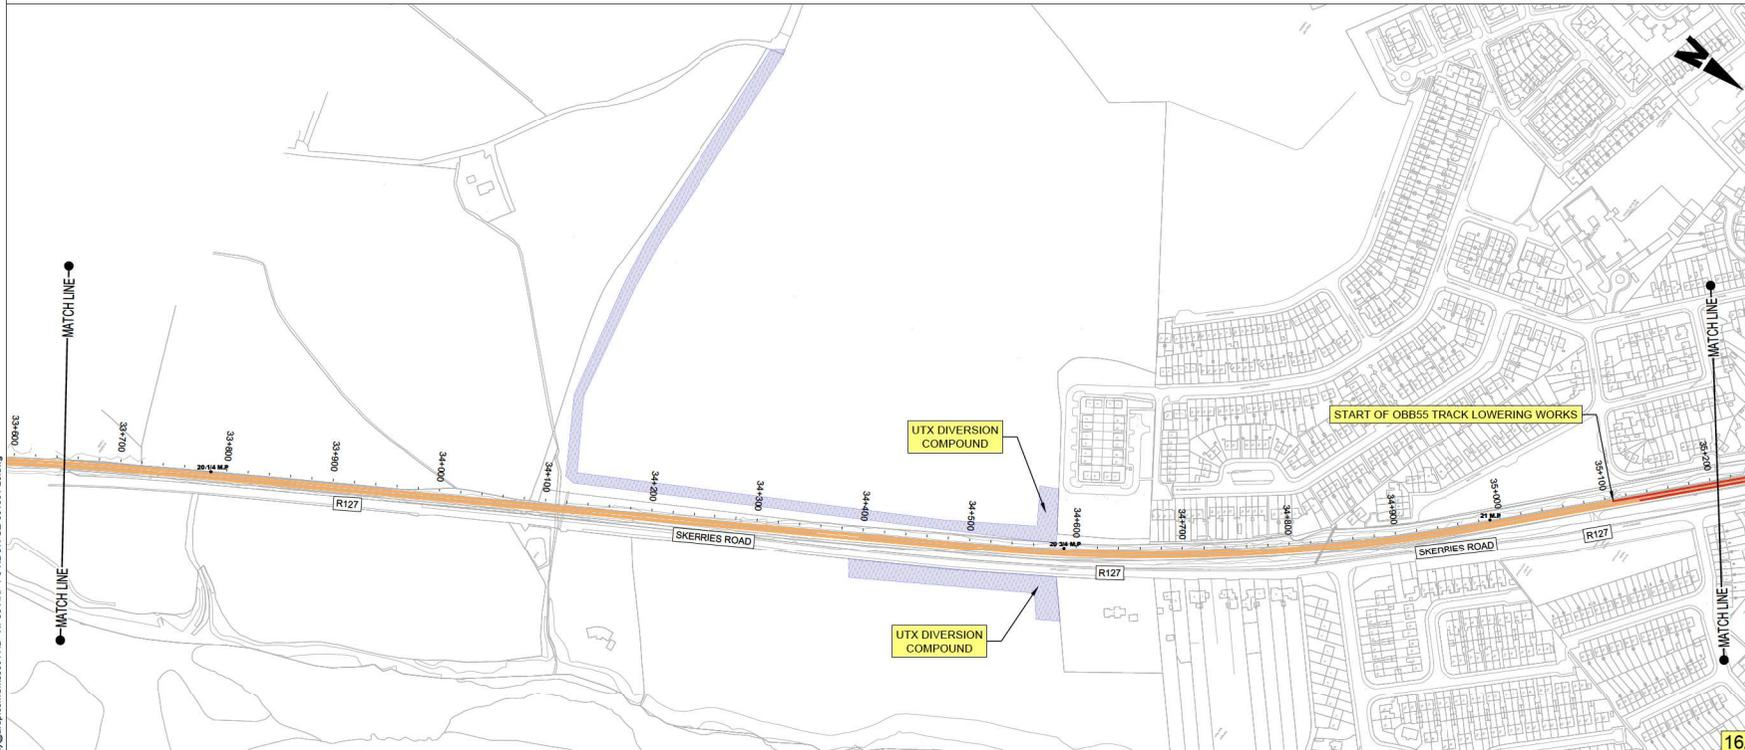 N
MATCH LINE
MATCH LINE
MATCH LINE
MATCH LINE
33+600
33+700
33+800
33+900
34+000
34+100
34+200
34+300
34+400
34+500
34+600
34+700
34+800
34+900
35+000
35+100
35+200
20-1/4 M.P
20 3/4 M.P
21 M.P
R127
SKERRIES ROAD
R127
SKERRIES ROAD
R127
UTX DIVERSION
COMPOUND
UTX DIVERSION
COMPOUND
START OF OBB55 TRACK LOWERING WORKS
16